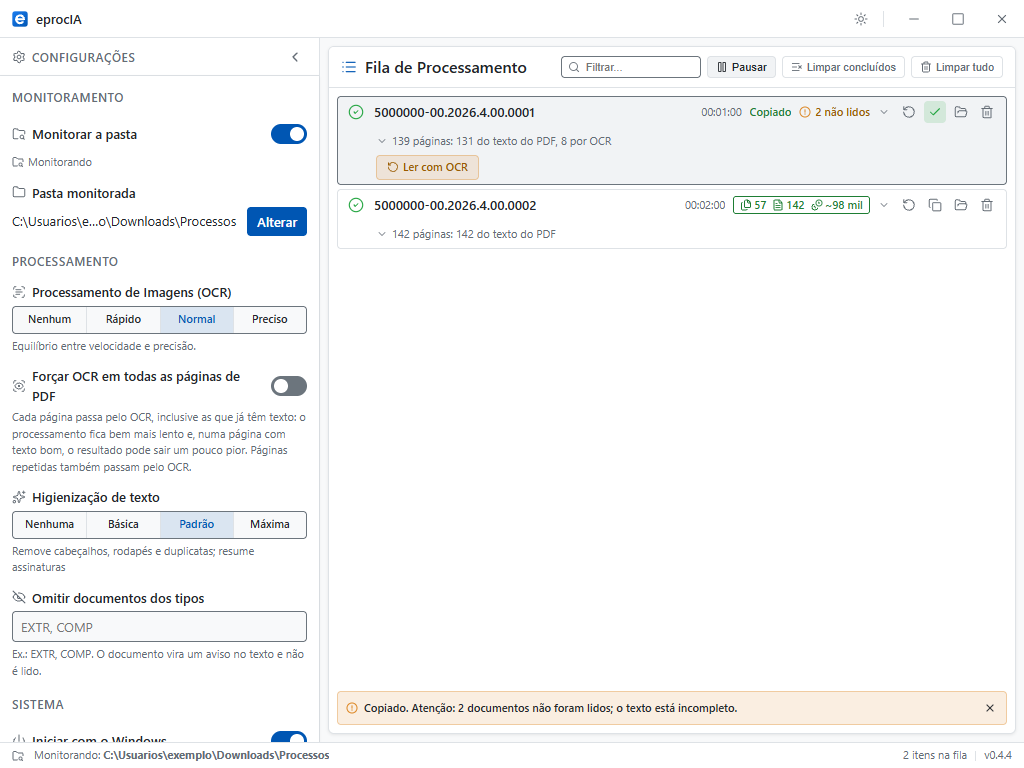 eprocIA
CONFIGURAÇÕES
MONITORAMENTO
Monitorar a pasta
Monitorando
Pasta monitorada
C:\Usuarios\e...o\Downloads\Processos
Alterar
PROCESSAMENTO
Processamento de Imagens (OCR)
Nenhum Rápido Normal Preciso
Equilíbrio entre velocidade e precisão.
Forçar OCR em todas as páginas de
PDF
Cada página passa pelo OCR, inclusive as que já têm texto: o
processamento fica bem mais lento e, numa página com
texto bom, o resultado pode sair um pouco pior. Páginas
repetidas também passam pelo OCR.
Higienização de texto
Nenhuma Básica Padrão Máxima
Remove cabeçalhos, rodapés e duplicatas; resume
assinaturas
Omitir documentos dos tipos
EXTR, COMP
Ex.: EXTR, COMP. O documento vira um aviso no texto e não
é lido.
SISTEMA
Iniciar com o Windows
Fila de Processamento
Filtrar...
Pausar
Limpar concluídos
Limpar tudo
5000000-00.2026.4.00.0001
00:01:00 Copiado 2 não lidos
139 páginas: 131 do texto do PDF, 8 por OCR
Ler com OCR
5000000-00.2026.4.00.0002
00:02:00 57 142 ~98 mil
142 páginas: 142 do texto do PDF
Copiado. Atenção: 2 documentos não foram lidos; o texto está incompleto.
Monitorando: C:\Usuarios\exemplo\Downloads\Processos
2 itens na fila v0.4.4